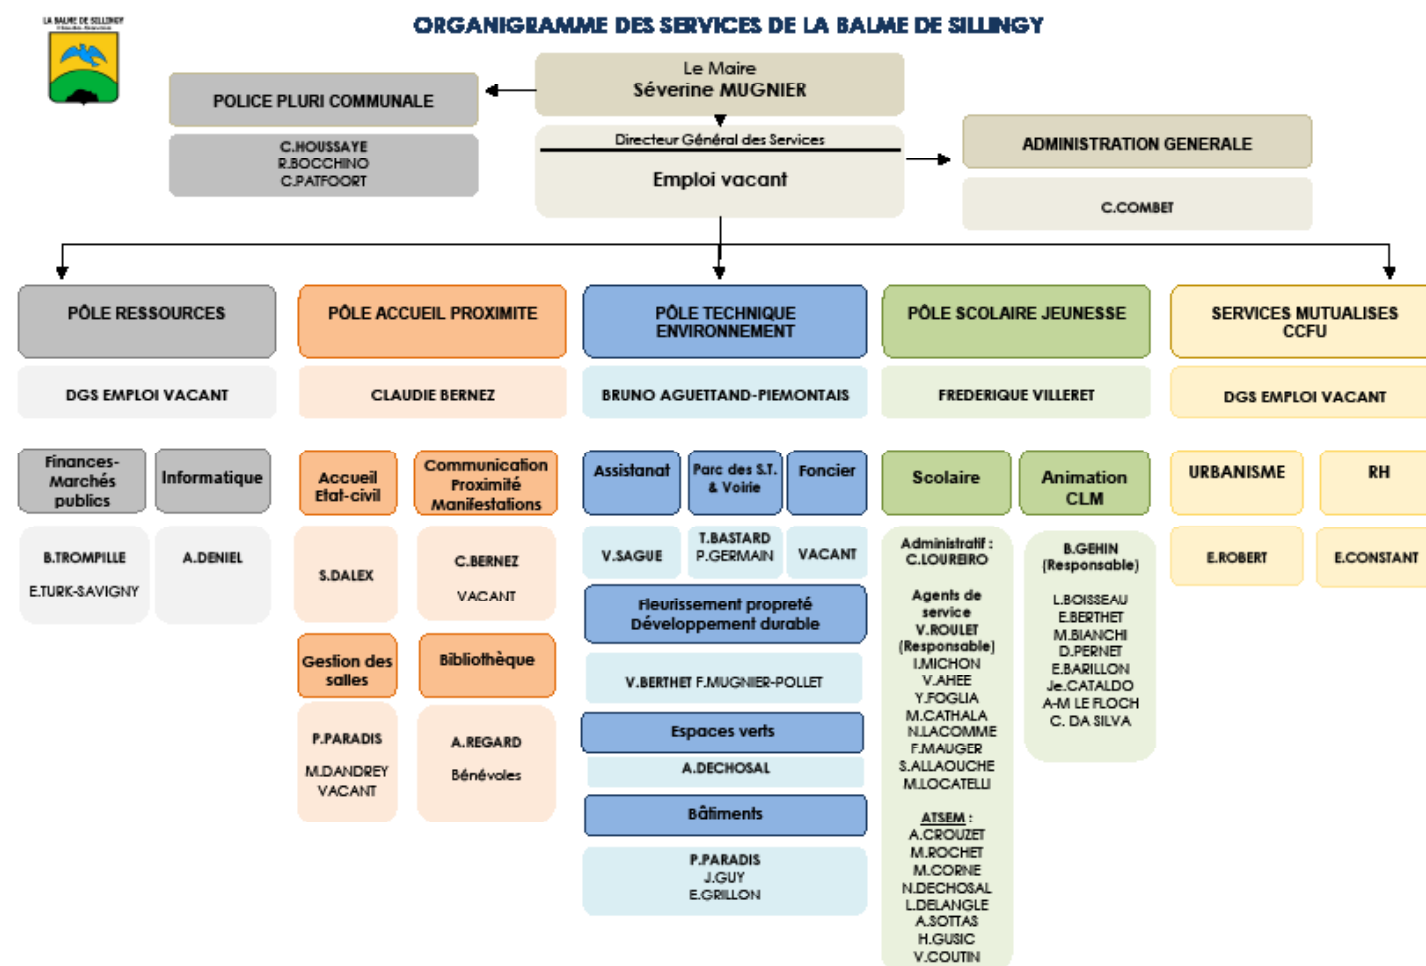 LA BALME DE SILLINGY
ORGANIGRAMME DES SERVICES DE LA BALME DE SILLINGY
Le Maire
Séverine MUGNIER
POLICE PLURI COMMUNALE
C.HOUSSAYE
R.BOCCHINO
C.PATFOORT
Directeur Général des Services
Emploi vacant
ADMINISTRATION GENERALE
C.COMBET
PÔLE RESSOURCES
DGS EMPLOI VACANT
Finances-
Marchés
publics
B.TROMPILLE
E.TURK-SAVIGNY
Informatique
A.DENIEL
PÔLE ACCUEIL PROXIMITE
CLAUDIE BERNEZ
Accueil
Etat-civil
S.DALEX
Communication
Proximité
Manifestations
C.BERNEZ
VACANT
Gestion des
salles
P.PARADIS
M.DANDREY
VACANT
Bibliothèque
A.REGARD
Bénévoles
PÔLE TECHNIQUE
ENVIRONNEMENT
BRUNO AGUETTAND-PIEMONTAIS
Assistanat
V.SAGUE
Parc des S.T.
& Voirie
T.BASTARD
P.GERMAIN
Foncier
VACANT
Fleurissement propreté
Développement durable
V.BERTHET F.MUGNIER-POLLET
Espaces verts
A.DECHOSAL
Bâtiments
P.PARADIS
J.GUY
E.GRILLON
PÔLE SCOLAIRE JEUNESSE
FREDERIQUE VILLERET
Scolaire
Administratif :
C.LOUREIRO
Agents de
service
V.ROULET
(Responsable)
I.MICHON
V.AHEE
Y.FOGLIA
M.CATHALA
N.LACOMME
F.MAUGER
S.ALLAOUCHE
M.LOCATELLI
ATSEM :
A.CROUZET
M.ROCHET
M.CORNE
N.DECHOSAL
L.DELANGLE
A.SOTTAS
H.GUSIC
V.COUTIN
Animation
CLM
B.GEHIN
(Responsable)
L.BOISSEAU
E.BERTHET
M.BIANCHI
D.PERNET
E.BARILLON
Je.CATALDO
A-M LE FLOCH
C. DA SILVA
SERVICES MUTUALISES
CCFU
DGS EMPLOI VACANT
URBANISME
E.ROBERT
RH
E.CONSTANT